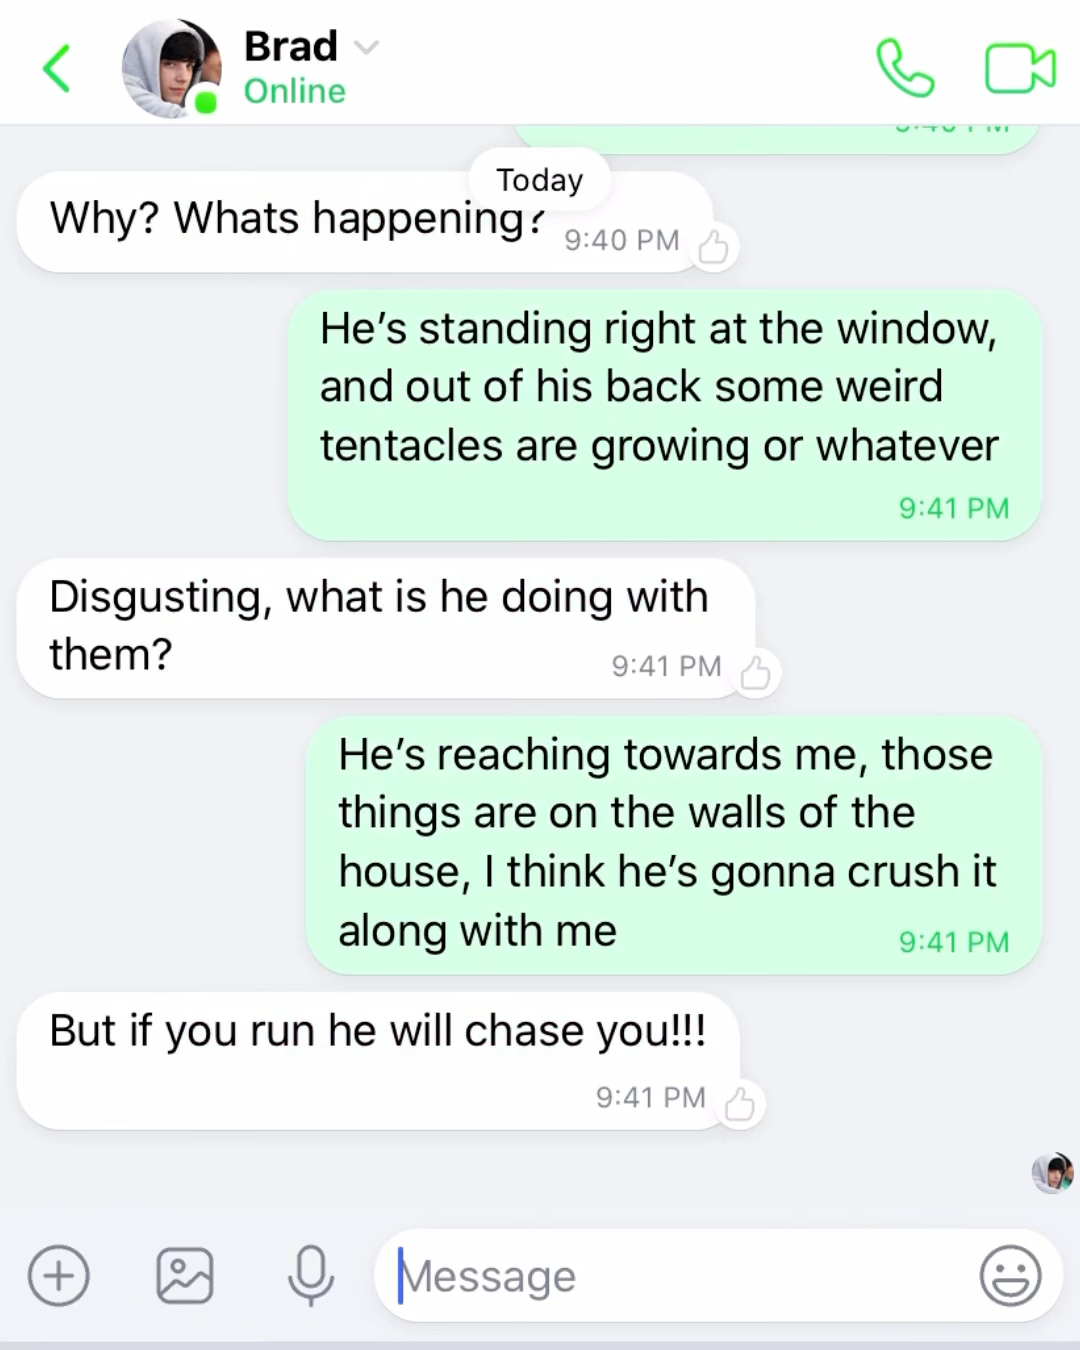 Brad
Online
Today
Why? Whats happening?
9:40 PM
He’s standing right at the window,
and out of his back some weird
tentacles are growing or whatever
9:41 PM
Disgusting, what is he doing with
them?
9:41 PM
He’s reaching towards me, those
things are on the walls of the
house, I think he’s gonna crush it
along with me
9:41 PM
But if you run he will chase you!!!
9:41 PM
Message